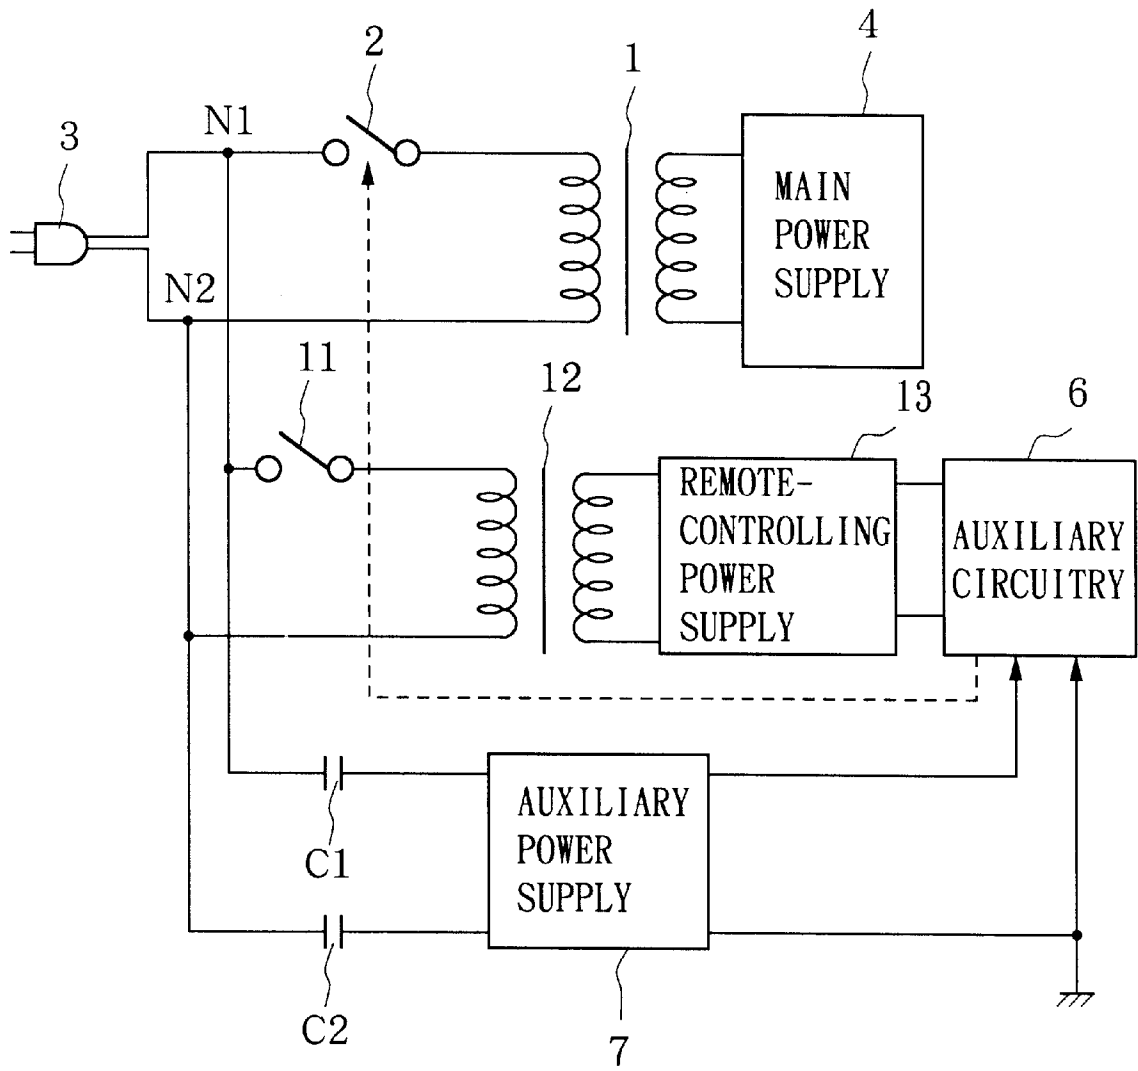 4
2
1
N1
3
MAIN
POWER
SUPPLY
N2
11
12
13
6
REMOTE-
CONTROLLING
POWER
SUPPLY
AUXILIARY
CIRCUITRY
AUXILIARY
POWER
SUPPLY
C1
C2
7